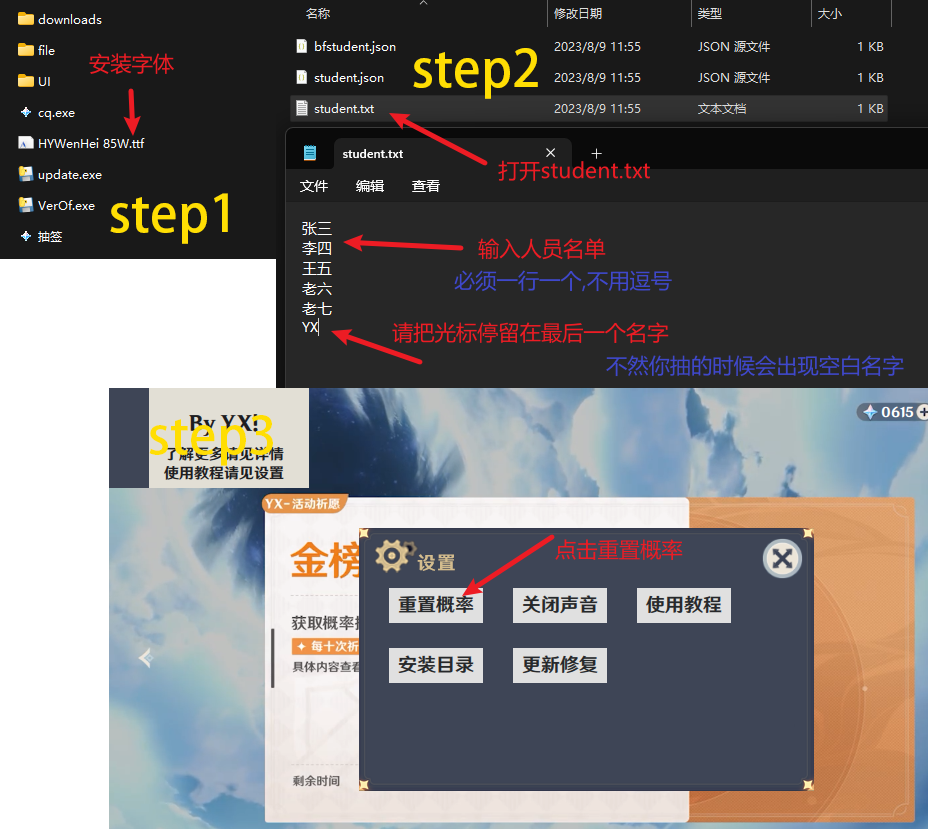 downloads
file
安装字体
UI
cq.exe
HYWenHei 85W.ttf
update.exe
VerOf.exe
抽签
step1
名称 修改日期 类型 大小
bfstudent.json 2023/8/9 11:55 JSON 源文件 1 KB
student.json 2023/8/9 11:55 JSON 源文件 1 KB
student.txt 2023/8/9 11:55 文本文档 1 KB
step2
student.txt
打开student.txt
文件 编辑 查看
张三
李四
王五
老六
老七
YX
输入人员名单
必须一行一个,不用逗号
请把光标停留在最后一个名字
不然你抽的时候会出现空白名字
step3
By YX!
了解更多请见详情
使用教程请见设置
0615
YX-活动祈愿
金榜
获取概率
每十次祈
具体内容查看
剩余时间
设置
点击重置概率
重置概率 关闭声音 使用教程
安装目录 更新修复